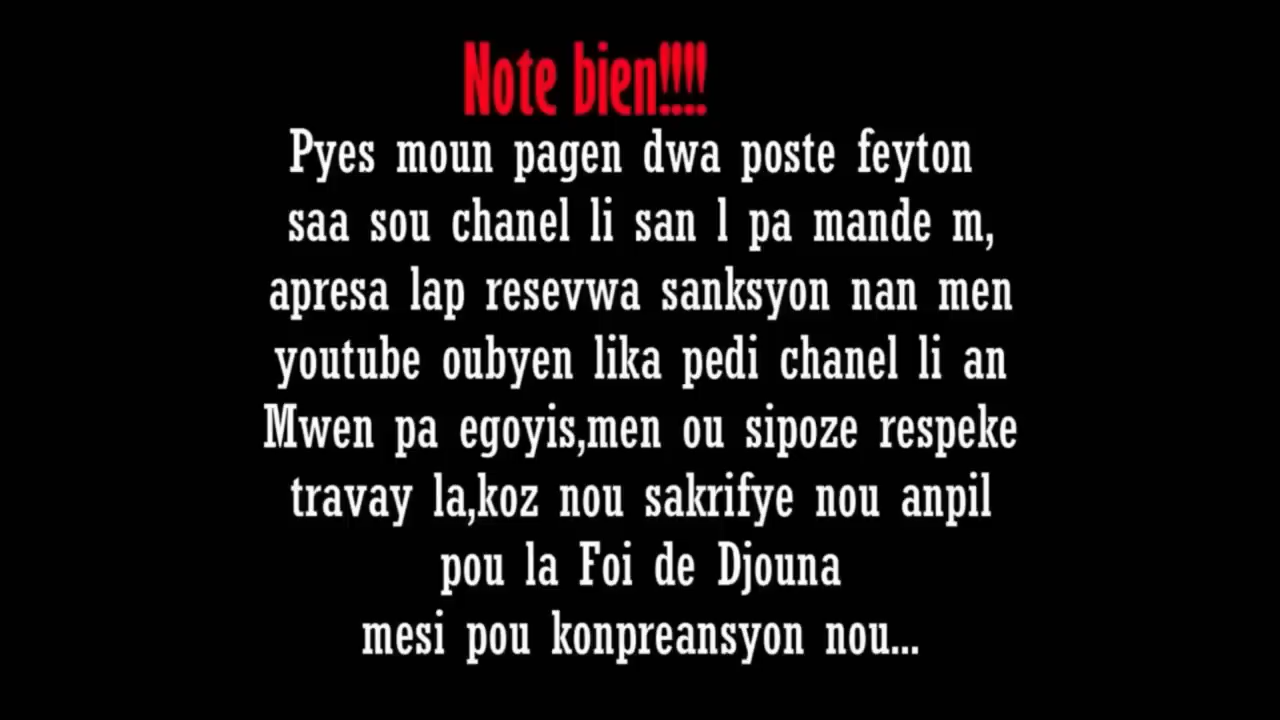 Note bien!!!!
Pyes moun pagen dwa poste feyton
saa sou chanel li san l pa mande m,
apresa lap resevwa sanksyon nan men
youtube oubyen lika pedi chanel li an
Mwen pa egoyis,men ou sipoze respeke
travay la,koz nou sakrifye nou anpil
pou la Foi de Djouna
mesi pou konpreansyon nou...